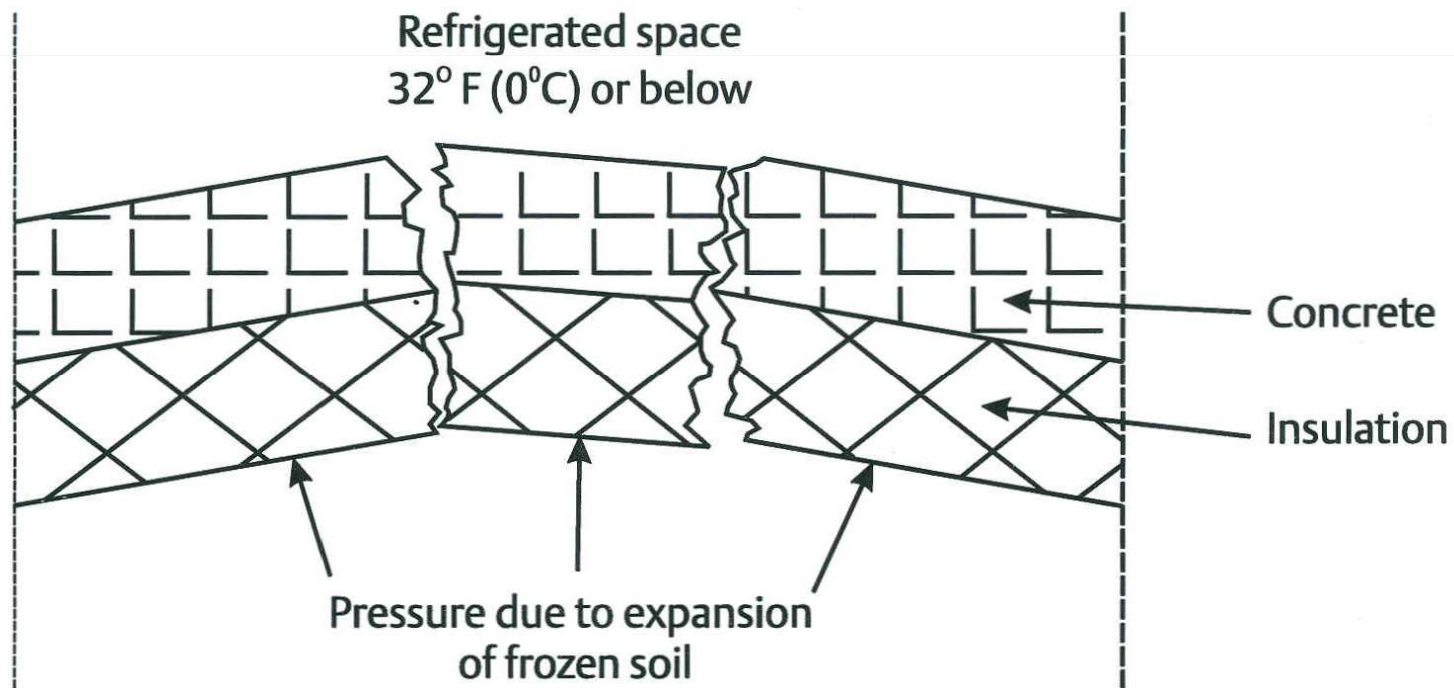 Refrigerated space
32° F (0°C) or below
Concrete
Insulation
Pressure due to expansion
of frozen soil